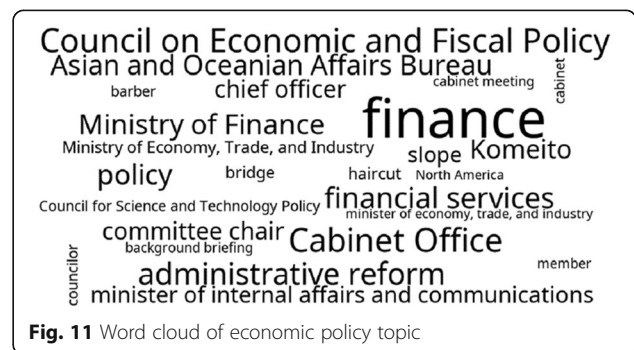 Council on Economic and Fiscal Policy
Asian and Oceanian Affairs Bureau
cabinet
cabinet meeting
barber
chief officer
finance
Ministry of Finance
Ministry of Economy, Trade, and Industry
slope
Komeito
policy
bridge
haircut
North America
financial services
Council for Science and Technology Policy
minister of economy, trade, and industry
committee chair
Cabinet Office
background briefing
councilor
administrative reform
member
minister of internal affairs and communications
Fig. 11 Word cloud of economic policy topic